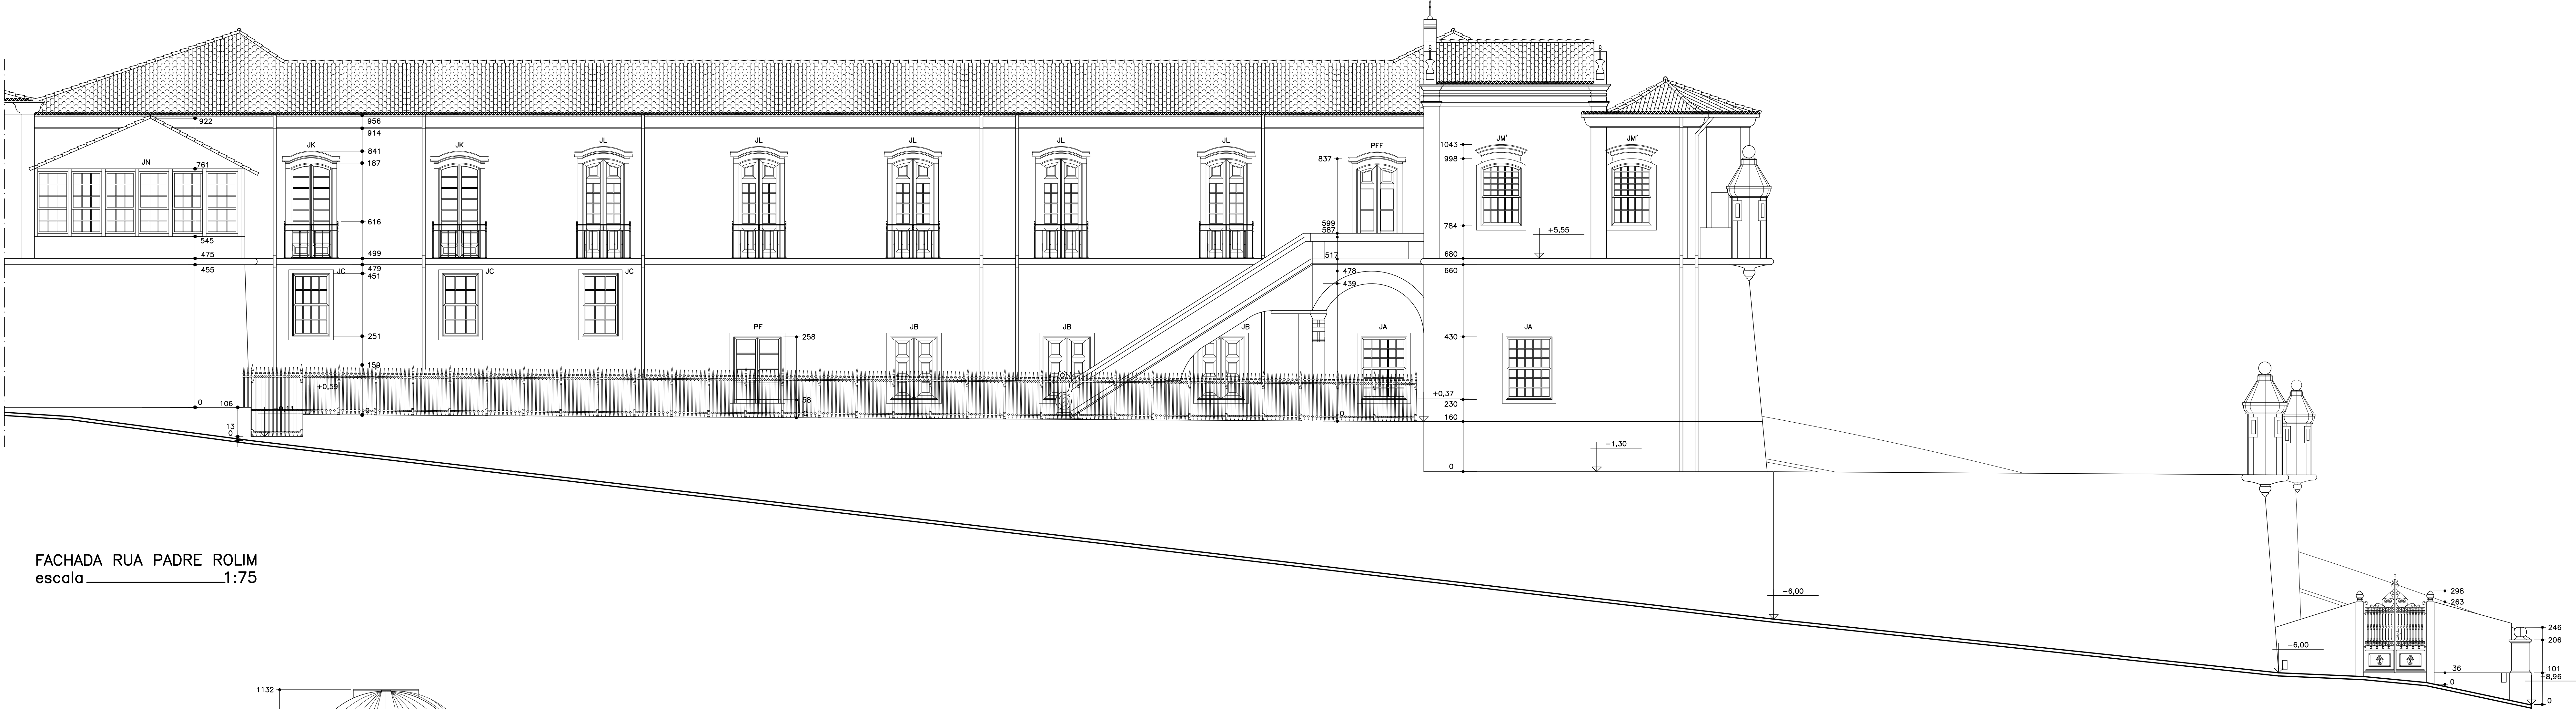 922
956
914
JK
841
187
JK
JL
JL
JL
JL
JL
PFF
837
JM'
JM'
1043
998
JN
761
616
599
587
784
+5,55
545
475
455
499
479
451
JC
JC
JC
517
478
439
680
660
251
PF
258
JB
JB
JB
JA
430
JA
159
+0,59
0
106
-0,11
0
58
0
0
+0,37
230
160
13
0
-1,30
0
FACHADA RUA PADRE ROLIM
escala 1:75
-6,00
-6,00
298
263
246
206
36
0
101
-8,96
0
1132